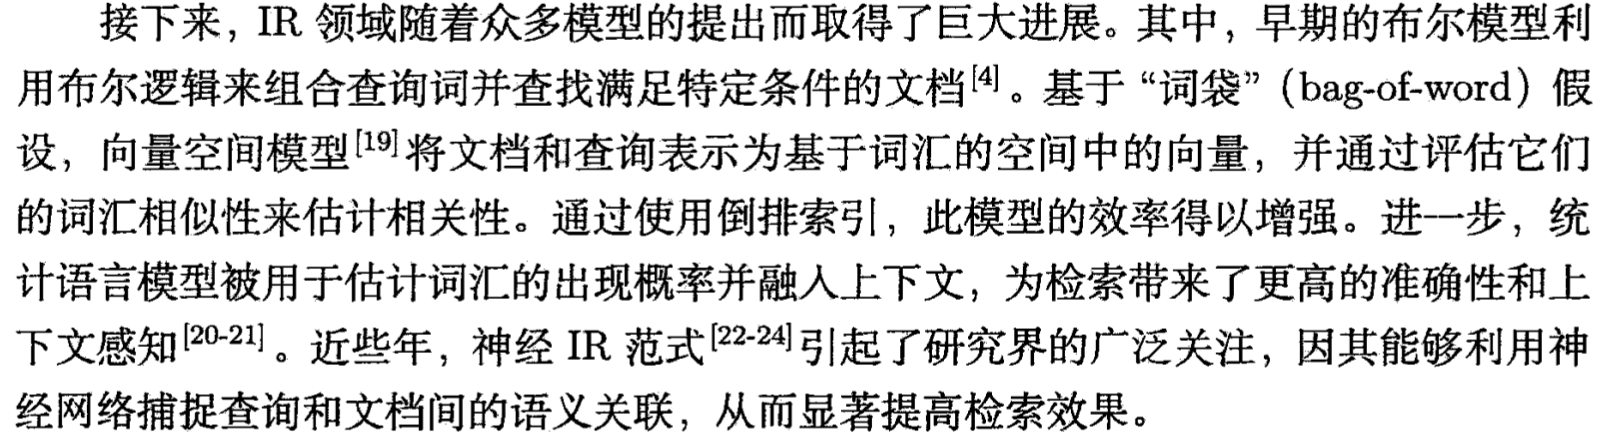 接下来，IR 领域随着众多模型的提出而取得了巨大进展。其中，早期的布尔模型利
用布尔逻辑来组合查询词并查找满足特定条件的文档[4]。基于“词袋”（bag-of-word）假
设，向量空间模型[19]将文档和查询表示为基于词汇的空间中的向量，并通过评估它们
的词汇相似性来估计相关性。通过使用倒排索引，此模型的效率得以增强。进一步，统
计语言模型被用于估计词汇的出现概率并融入上下文，为检索带来了更高的准确性和上
下文感知[20-21]。近些年，神经 IR 范式[22-24]引起了研究界的广泛关注，因其能够利用神
经网络捕捉查询和文档间的语义关联，从而显著提高检索效果。